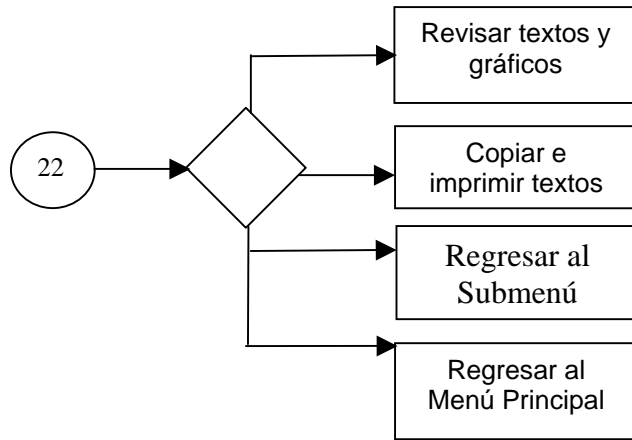 Revisar textos y
gráficos
22
Copiar e
imprimir textos
Regresar al
Submenú
Regresar al
Menú Principal